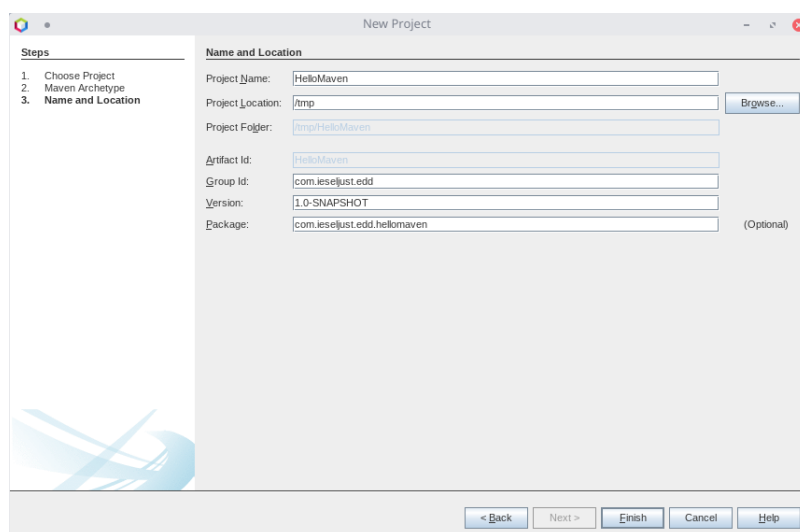 New Project
Steps
1. Choose Project
2. Maven Archetype
3. Name and Location
Name and Location
Project Name: HelloMaven
Project Location: /tmp Browse...
Project Folder: /tmp/HelloMaven
Artifact Id: HelloMaven
Group Id: com.ieseljust.edd
Version: 1.0-SNAPSHOT
Package: com.ieseljust.edd.hellomaven (Optional)
< Back Next > Finish Cancel Help